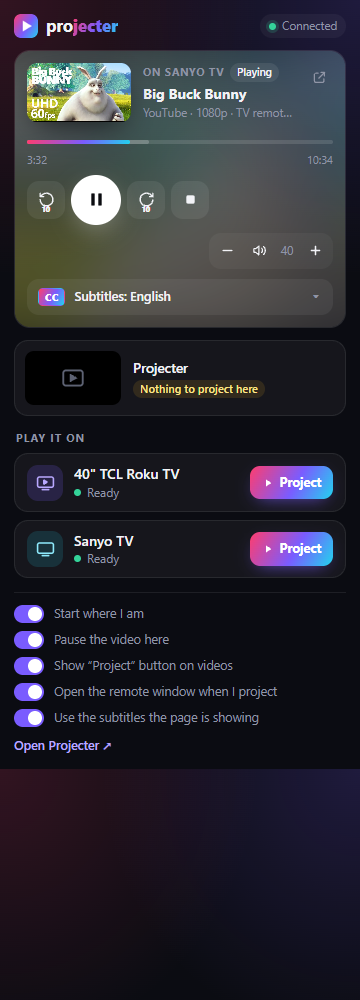 projecter
Connected
Big Buck
BUNNY
UHD
60fps
ON SANYO TV
Playing
Big Buck Bunny
YouTube · 1080p · TV remot…
3:32
10:34
10
10
40
CC
Subtitles: English
Projecter
Nothing to project here
PLAY IT ON
40" TCL Roku TV
Ready
Project
Sanyo TV
Ready
Project
Start where I am
Pause the video here
Show “Project” button on videos
Open the remote window when I project
Use the subtitles the page is showing
Open Projecter ↗